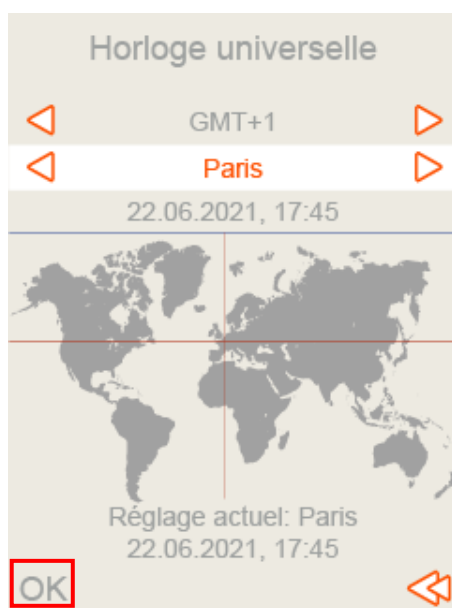 Horloge universelle
GMT+1
Paris
22.06.2021, 17:45
Réglage actuel: Paris
22.06.2021, 17:45
OK